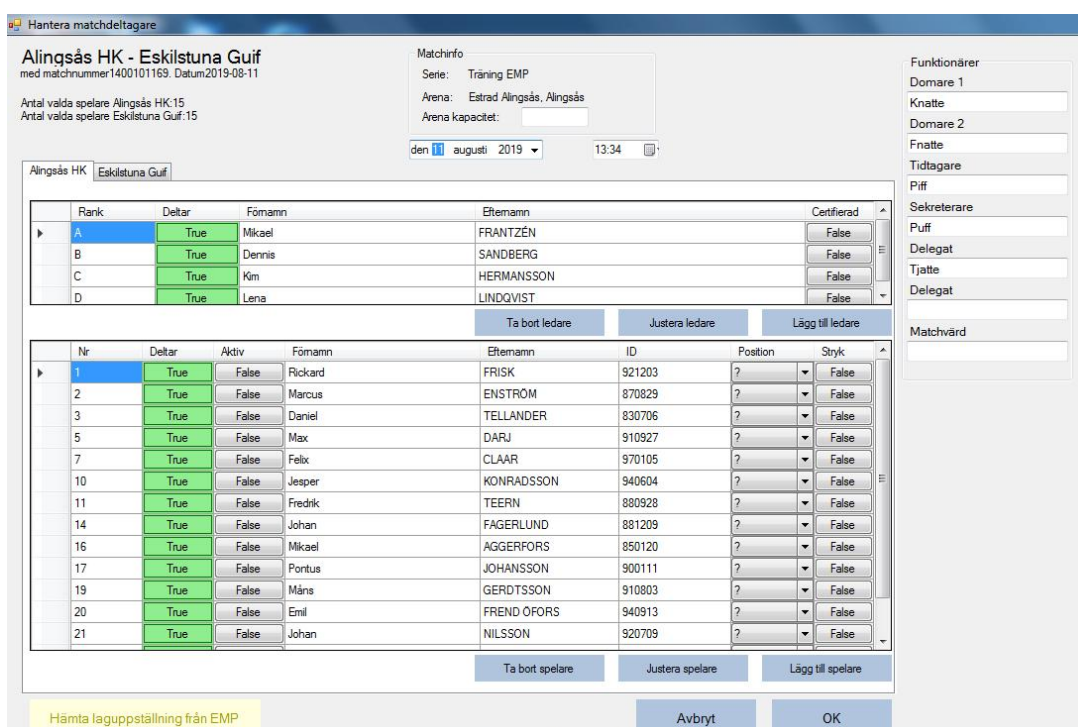 Hantera matchdeltagare
Alingsås HK - Eskilstuna Guif
med matchnummer1400101169. Datum2019-08-11
Antal valda spelare Alingsås HK:15
Antal valda spelare Eskilstuna Guif:15
Matchinfo
Serie: Träning EMP
Arena: Estrad Alingsås, Alingsås
Arena kapacitet:
den 11 augusti 2019 13:34
Funktionärer
Domare 1
Knatte
Domare 2
Fnatte
Tidtagare
Piff
Sekreterare
Puff
Delegat
Tjatte
Delegat
Matchvärd
Alingsås HK Eskilstuna Guif
Rank Deltar Förnamn Efternamn Certifierad
A True Mikael FRANTZÉN False
B True Dennis SANDBERG False
C True Kim HERMANSSON False
D True Lena LINDQVIST False
Ta bort ledare Justera ledare Lägg till ledare
Nr Deltar Aktiv Förnamn Efternamn ID Position Stryk
1 True False Rickard FRISK 921203 ? False
2 True False Marcus ENSTRÖM 870829 ? False
3 True False Daniel TELLANDER 830706 ? False
5 True False Max DARJ 910927 ? False
7 True False Felix CLAAR 970105 ? False
10 True False Jesper KONRADSSON 940604 ? False
11 True False Fredrik TEERN 880928 ? False
14 True False Johan FAGERLUND 881209 ? False
16 True False Mikael AGGERFORS 850120 ? False
17 True False Pontus JOHANSSON 900111 ? False
19 True False Måns GERDTSSON 910803 ? False
20 True False Emil FREND ÖFORS 940913 ? False
21 True False Johan NILSSON 920709 ? False
Ta bort spelare Justera spelare Lägg till spelare
Hämta laguppställning från EMP Avbryt OK